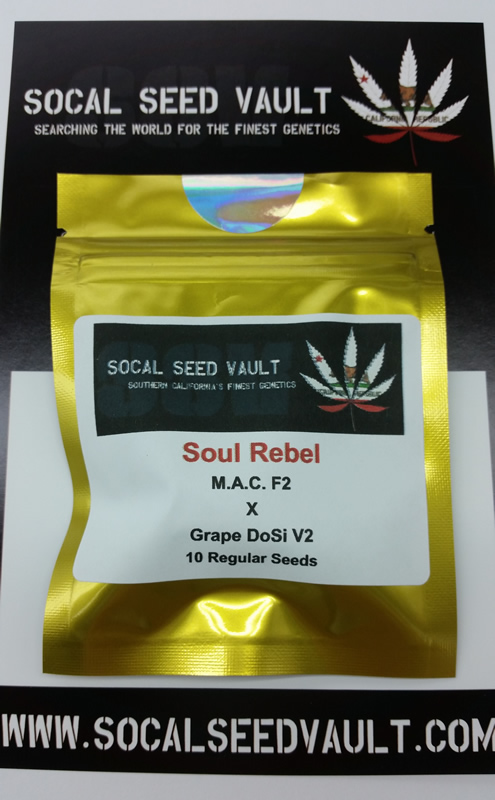 SOCAL SEED VAULT
SEARCHING THE WORLD FOR THE FINEST GENETICS
CALIFORNIA REPUBLIC
SOCAL SEED VAULT
SOUTHERN CALIFORNIA'S FINEST GENETICS
Soul Rebel
M.A.C. F2
X
Grape DoSi V2
10 Regular Seeds
WWW.SOCALSEEDVAULT.COM